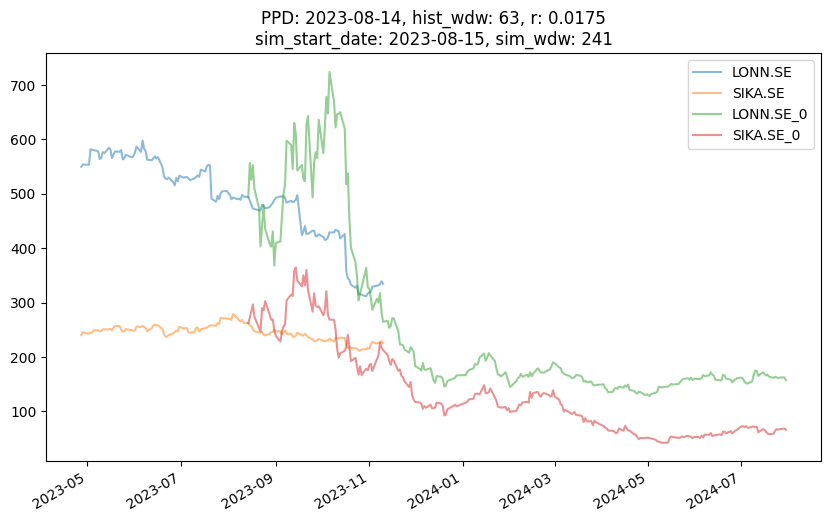 PPD: 2023-08-14, hist_wdw: 63, r: 0.0175
sim_start_date: 2023-08-15, sim_wdw: 241
LONN.SE
SIKA.SE
LONN.SE_0
SIKA.SE_0
700
600
500
400
300
200
100
2023-05
2023-07
2023-09
2023-11
2024-01
2024-03
2024-05
2024-07